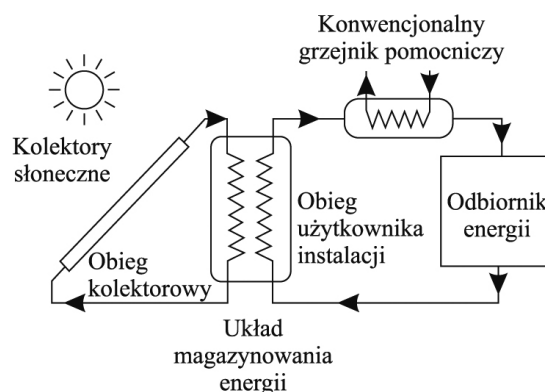 Konwencjonalny
grzejnik pomocniczy
Kolektory
słoneczne
Obieg
użytkownika
instalacji
Odbiornik
energii
Obieg
kolektorowy
Układ
magazynowania
energii